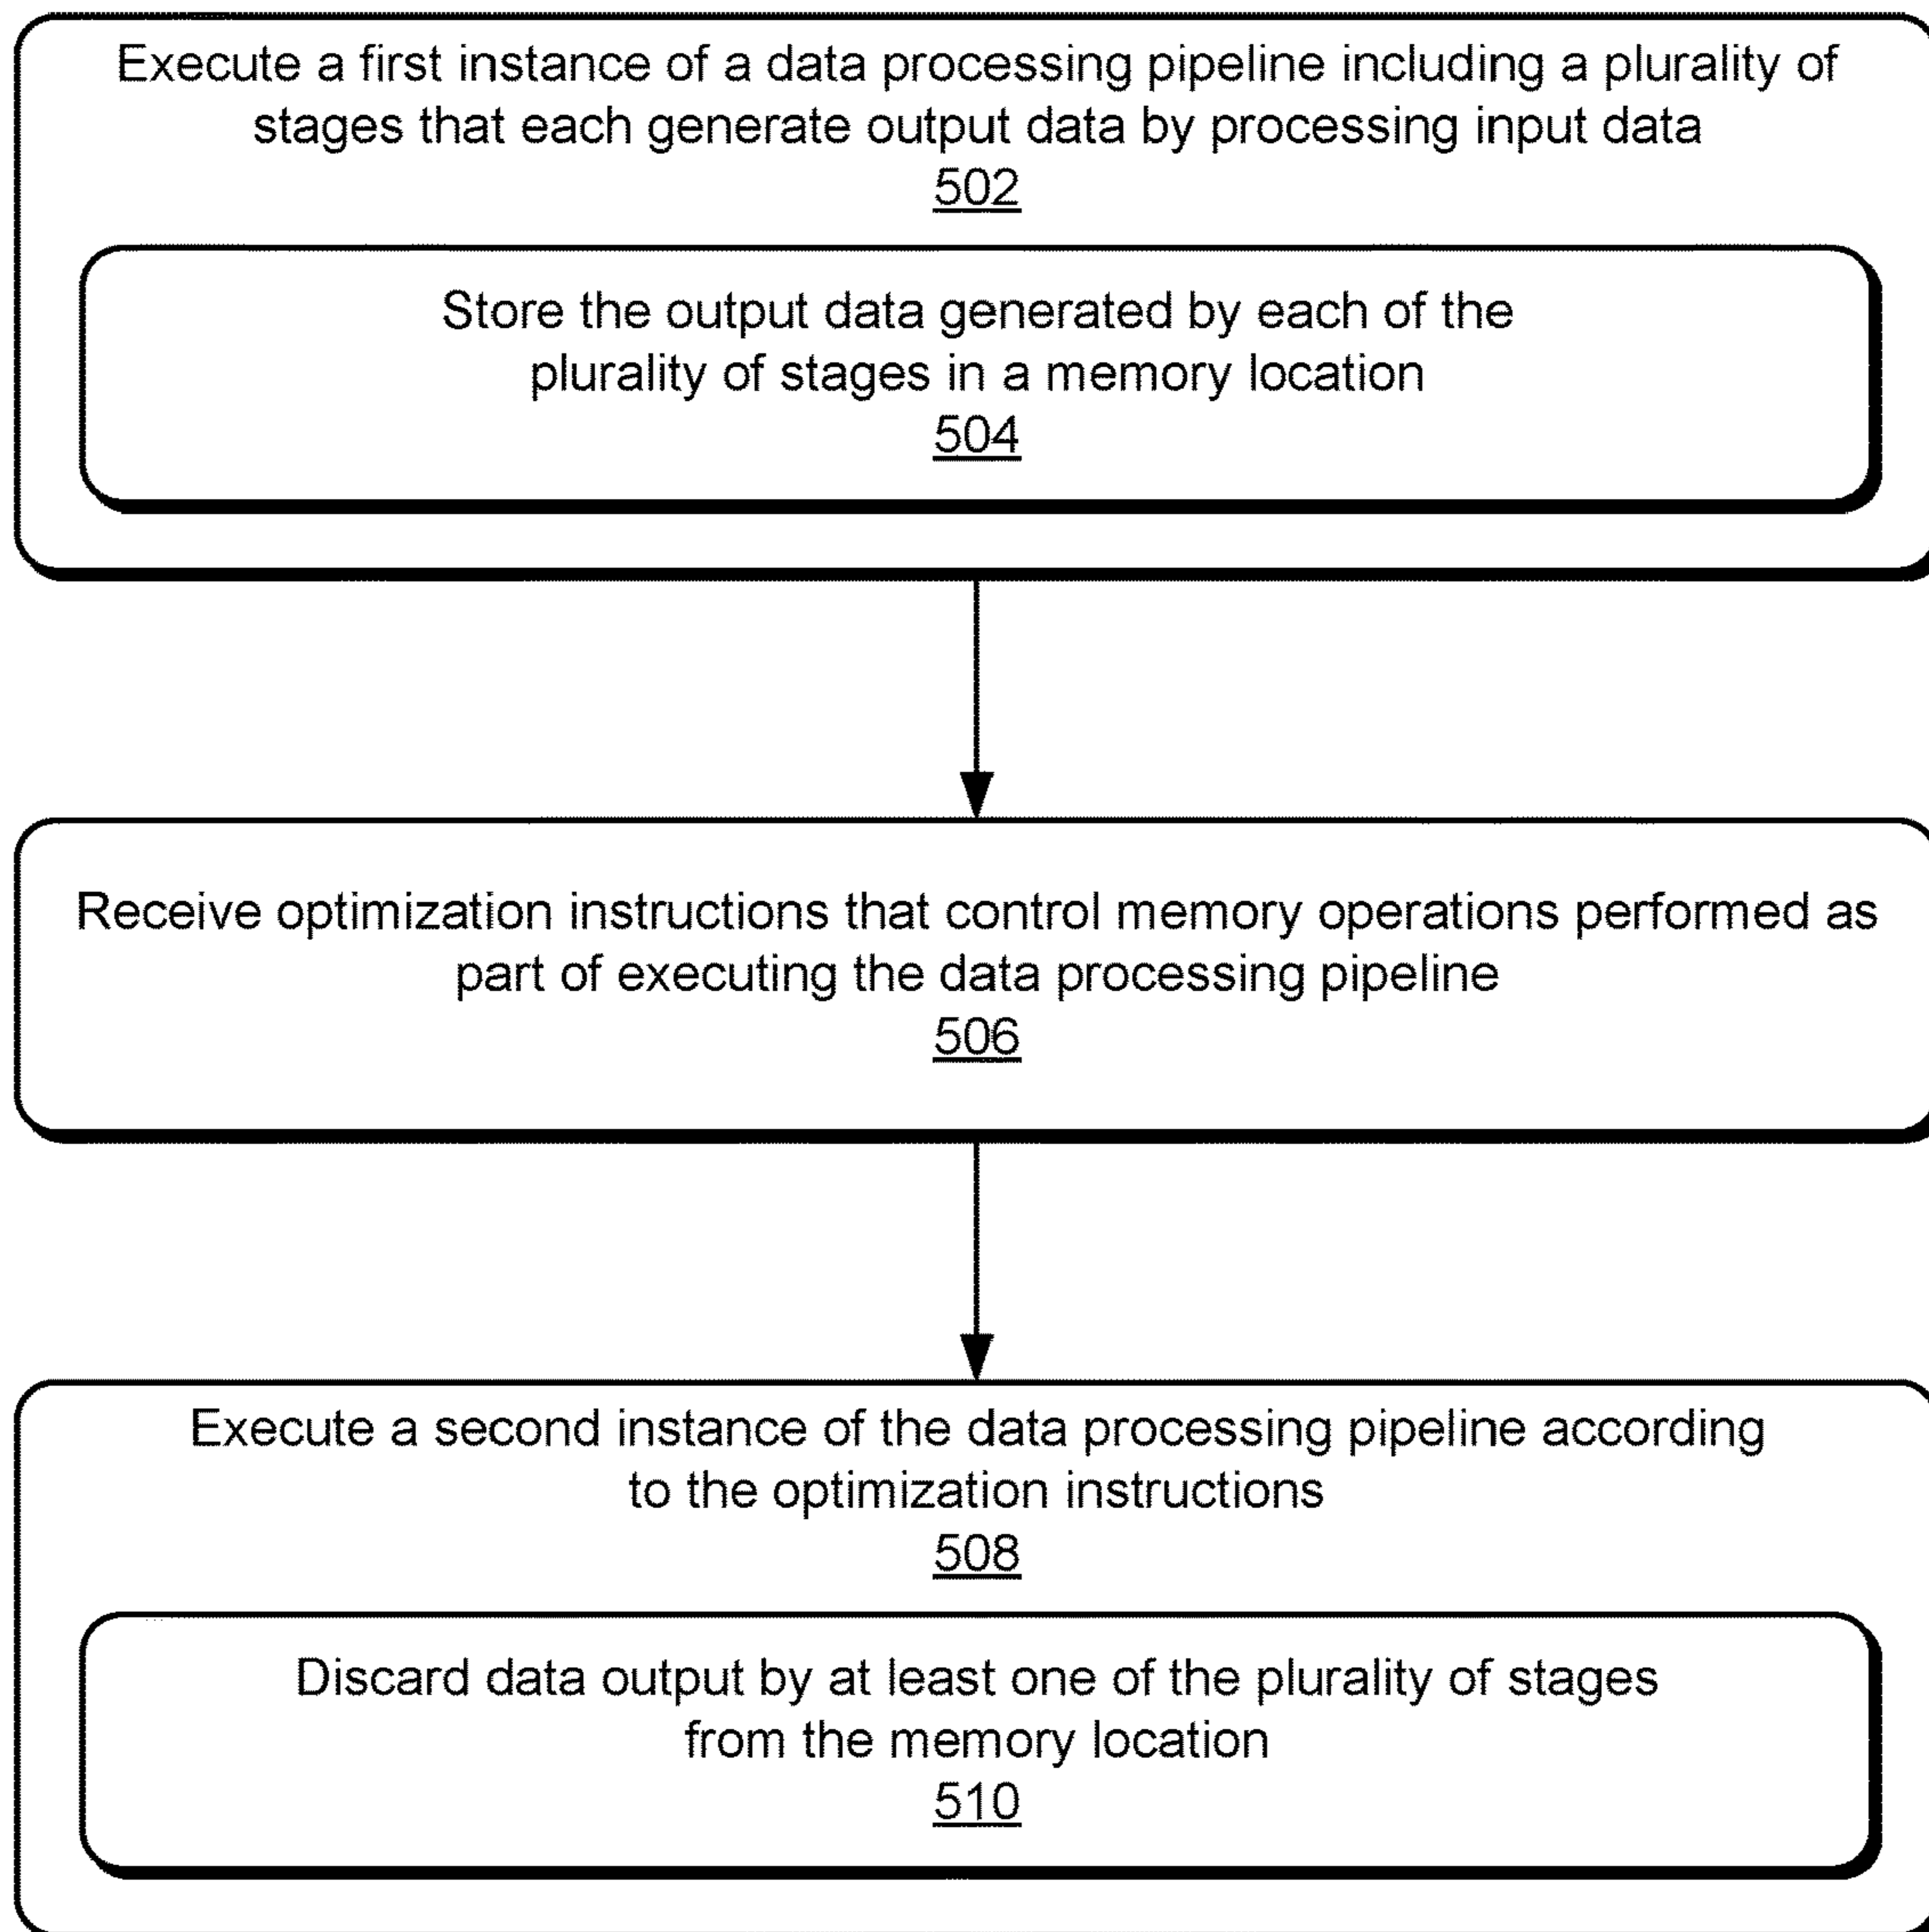 Execute a first instance of a data processing pipeline including a plurality of
stages that each generate output data by processing input data
502
Store the output data generated by each of the
plurality of stages in a memory location
504
Receive optimization instructions that control memory operations performed as
part of executing the data processing pipeline
506
Execute a second instance of the data processing pipeline according
to the optimization instructions
508
Discard data output by at least one of the plurality of stages
from the memory location
510